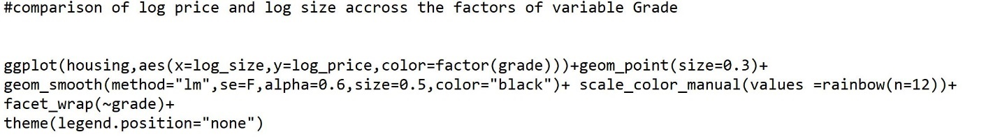 #comparison of log price and log size accross the factors of variable Grade
ggplot(housing,aes(x=log_size,y=log_price,color=factor(grade)))+geom_point(size=0.3)+
geom_smooth(method="lm",se=F,alpha=0.6,size=0.5,color="black")+ scale_color_manual(values =rainbow(n=12))+
facet_wrap(~grade)+
theme(legend.position="none")